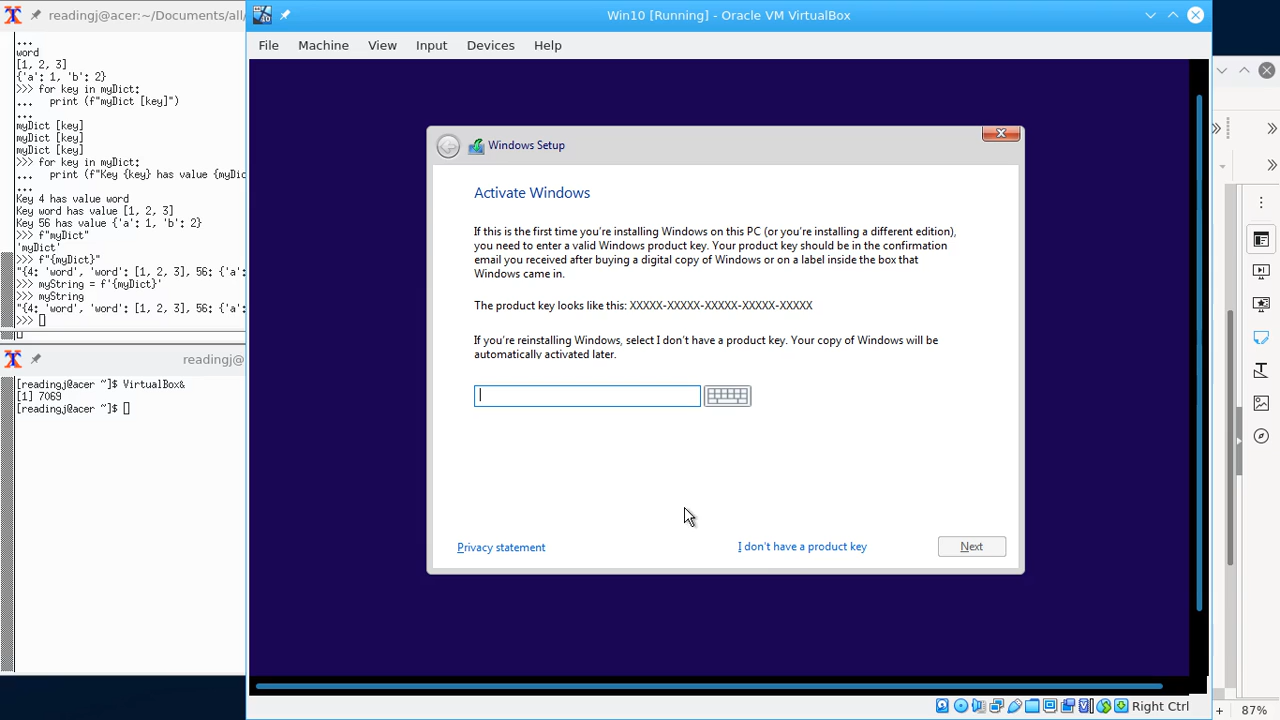 readingj@acer:~/Documents/all/
...
word
[1, 2, 3]
{'a': 1, 'b': 2}
>>> for key in myDict:
...   print (f"myDict [key]")
...
myDict [key]
myDict [key]
myDict [key]
>>> for key in myDict:
...   print (f"Key {key} has value {myDic
...
Key 4 has value word
Key word has value [1, 2, 3]
Key 56 has value {'a': 1, 'b': 2}
>>> f"myDict"
'myDict'
>>> f"{myDict}"
"{4: 'word', 'word': [1, 2, 3], 56: {'a':
>>> myString = f'{myDict}'
>>> myString
"{4: 'word', 'word': [1, 2, 3], 56: {'a':
>>>
readingj@
[readingj@acer ~]$ VirtualBox&
[1] 7069
[readingj@acer ~]$
Win10 [Running] - Oracle VM VirtualBox
File Machine View Input Devices Help
Windows Setup
Activate Windows
If this is the first time you're installing Windows on this PC (or you're installing a different edition),
you need to enter a valid Windows product key. Your product key should be in the confirmation
email you received after buying a digital copy of Windows or on a label inside the box that
Windows came in.
The product key looks like this: XXXXX-XXXXX-XXXXX-XXXXX-XXXXX
If you're reinstalling Windows, select I don't have a product key. Your copy of Windows will be
automatically activated later.
Privacy statement I don't have a product key Next
Right Ctrl
87%